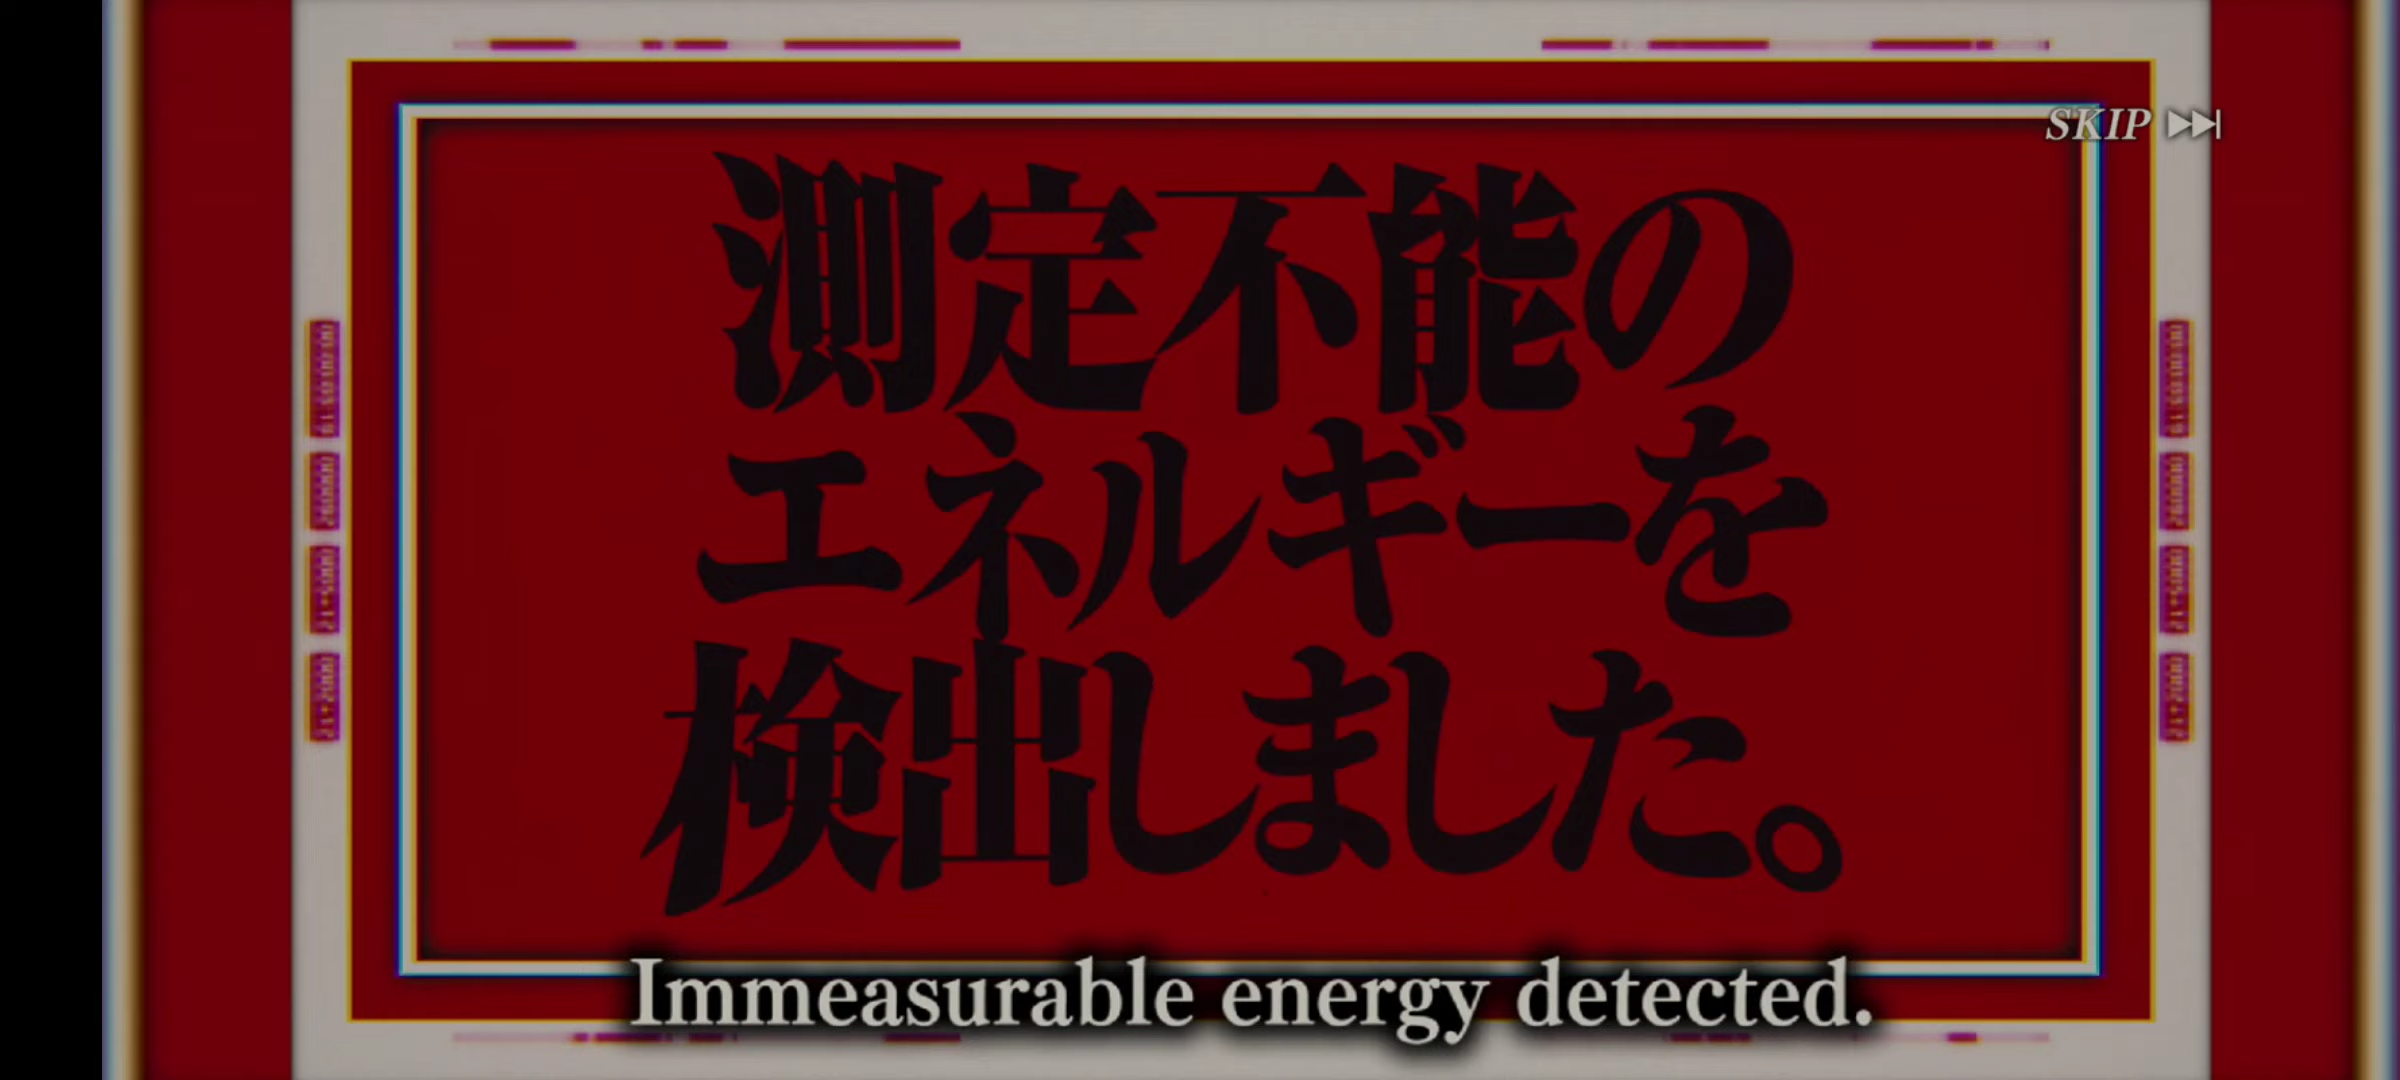 SKIP
測定不能の
エネルギーを
検出しました。
Immeasurable energy detected.